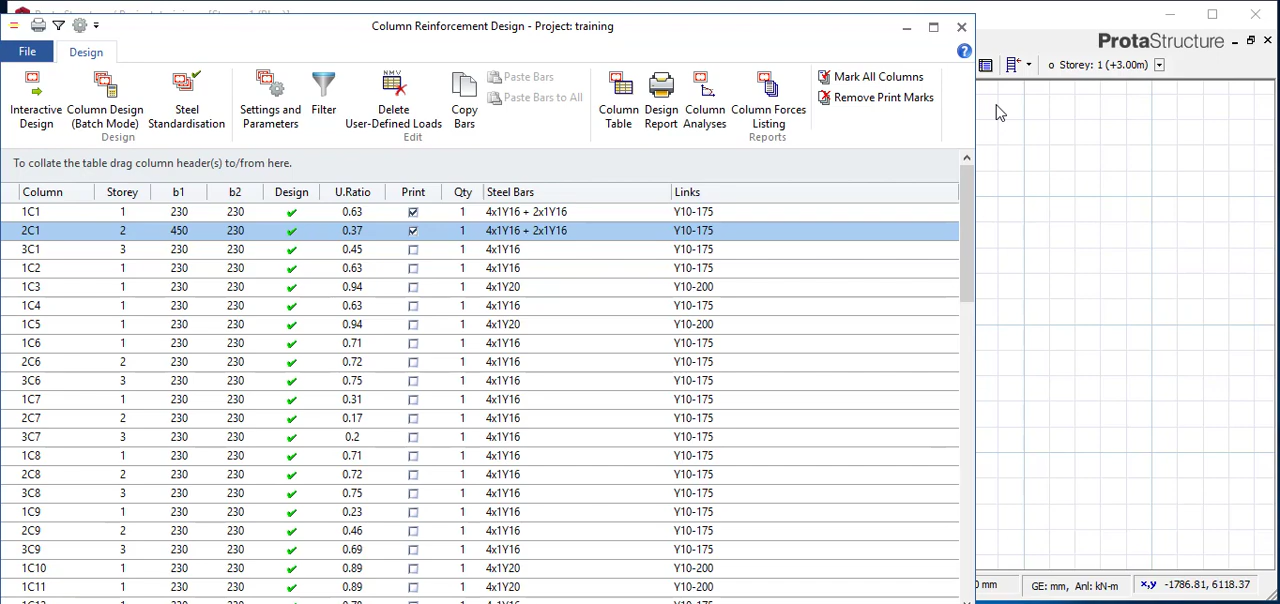 Column Reinforcement Design - Project: training
ProtaStructure
File Design
Storey: 1 (+3.00m)
Interactive Design
Column Design (Batch Mode)
Steel Standardisation
Design
Settings and Parameters
Filter
NMV
Delete User-Defined Loads
Copy Bars
Paste Bars
Paste Bars to All
Edit
Column Table
Design Report
Column Analyses
Column Forces Listing
Mark All Columns
Remove Print Marks
Reports
To collate the table drag column header(s) to/from here.
Column Storey b1 b2 Design U.Ratio Print Qty Steel Bars Links
1C1 1 230 230 0.63 1 4x1Y16 + 2x1Y16 Y10-175
2C1 2 450 230 0.37 1 4x1Y16 + 2x1Y16 Y10-175
3C1 3 230 230 0.45 1 4x1Y16 Y10-175
1C2 1 230 230 0.63 1 4x1Y16 Y10-175
1C3 1 230 230 0.94 1 4x1Y20 Y10-200
1C4 1 230 230 0.63 1 4x1Y16 Y10-175
1C5 1 230 230 0.94 1 4x1Y20 Y10-200
1C6 1 230 230 0.71 1 4x1Y16 Y10-175
2C6 2 230 230 0.72 1 4x1Y16 Y10-175
3C6 3 230 230 0.75 1 4x1Y16 Y10-175
1C7 1 230 230 0.31 1 4x1Y16 Y10-175
2C7 2 230 230 0.17 1 4x1Y16 Y10-175
3C7 3 230 230 0.2 1 4x1Y16 Y10-175
1C8 1 230 230 0.71 1 4x1Y16 Y10-175
2C8 2 230 230 0.72 1 4x1Y16 Y10-175
3C8 3 230 230 0.75 1 4x1Y16 Y10-175
1C9 1 230 230 0.23 1 4x1Y16 Y10-175
2C9 2 230 230 0.46 1 4x1Y16 Y10-175
3C9 3 230 230 0.69 1 4x1Y16 Y10-175
1C10 1 230 230 0.89 1 4x1Y20 Y10-200
1C11 1 230 230 0.89 1 4x1Y20 Y10-200
mm GE: mm, Anl: kN-m x,y -1786.81, 6118.37